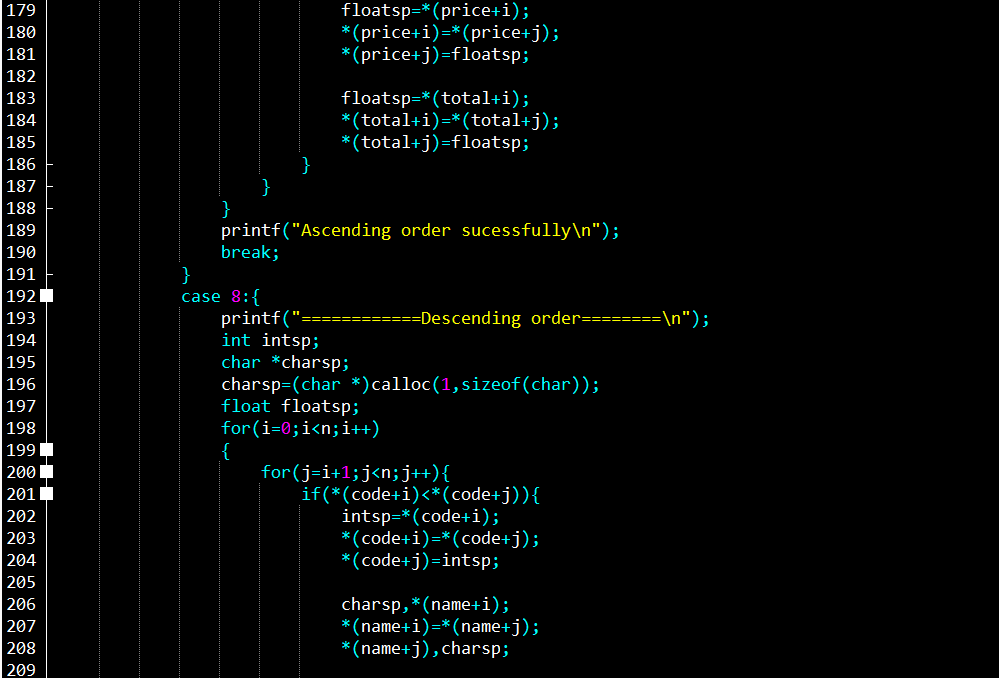 179 floatsp=*(price+i);
180 *(price+i)=*(price+j);
181 *(price+j)=floatsp;
182
183 floatsp=*(total+i);
184 *(total+i)=*(total+j);
185 *(total+j)=floatsp;
186 }
187 }
188 }
189 printf("Ascending order sucessfully\n");
190 break;
191 }
192 case 8:{
193 printf("============Descending order========\n");
194 int intsp;
195 char *charsp;
196 charsp=(char *)calloc(1,sizeof(char));
197 float floatsp;
198 for(i=0;i<n;i++)
199 {
200 for(j=i+1;j<n;j++){
201 if(*(code+i)<*(code+j)){
202 intsp=*(code+i);
203 *(code+i)=*(code+j);
204 *(code+j)=intsp;
205
206 charsp,*(name+i);
207 *(name+i)=*(name+j);
208 *(name+j),charsp;
209